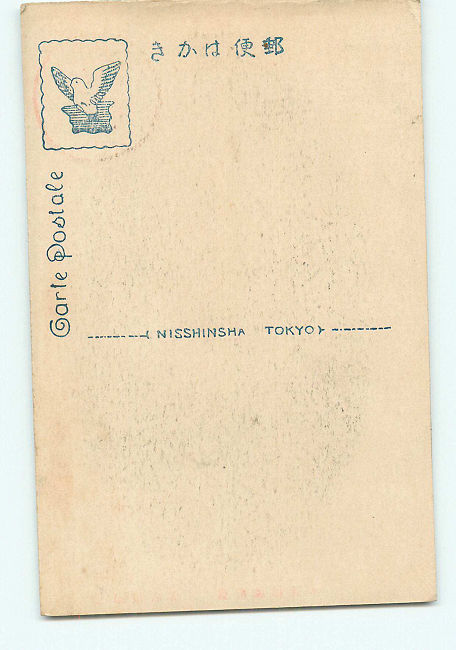 きかは便郵
Carte Postale
{ NISSHINSHA TOKYO }